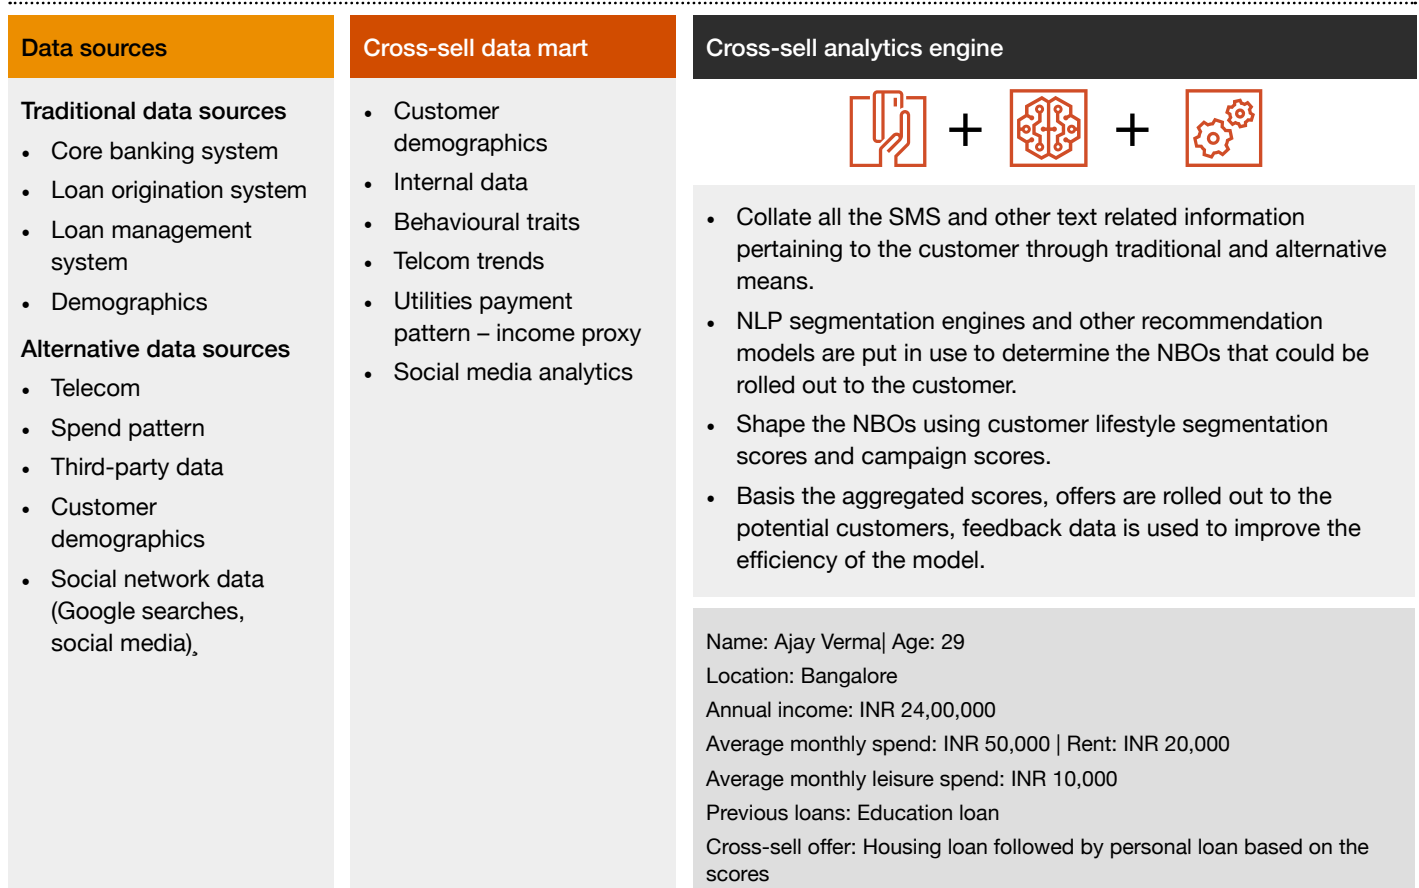 Data sources
Traditional data sources
• Core banking system
• Loan origination system
• Loan management
system
• Demographics
Alternative data sources
• Telecom
• Spend pattern
• Third-party data
• Customer
demographics
• Social network data
(Google searches,
social media)¸
Cross-sell data mart
• Customer
demographics
• Internal data
• Behavioural traits
• Telcom trends
• Utilities payment
pattern – income proxy
• Social media analytics
Cross-sell analytics engine
+ +
• Collate all the SMS and other text related information
pertaining to the customer through traditional and alternative
means.
• NLP segmentation engines and other recommendation
models are put in use to determine the NBOs that could be
rolled out to the customer.
• Shape the NBOs using customer lifestyle segmentation
scores and campaign scores.
• Basis the aggregated scores, offers are rolled out to the
potential customers, feedback data is used to improve the
efficiency of the model.
Name: Ajay Verma| Age: 29
Location: Bangalore
Annual income: INR 24,00,000
Average monthly spend: INR 50,000 | Rent: INR 20,000
Average monthly leisure spend: INR 10,000
Previous loans: Education loan
Cross-sell offer: Housing loan followed by personal loan based on the
scores